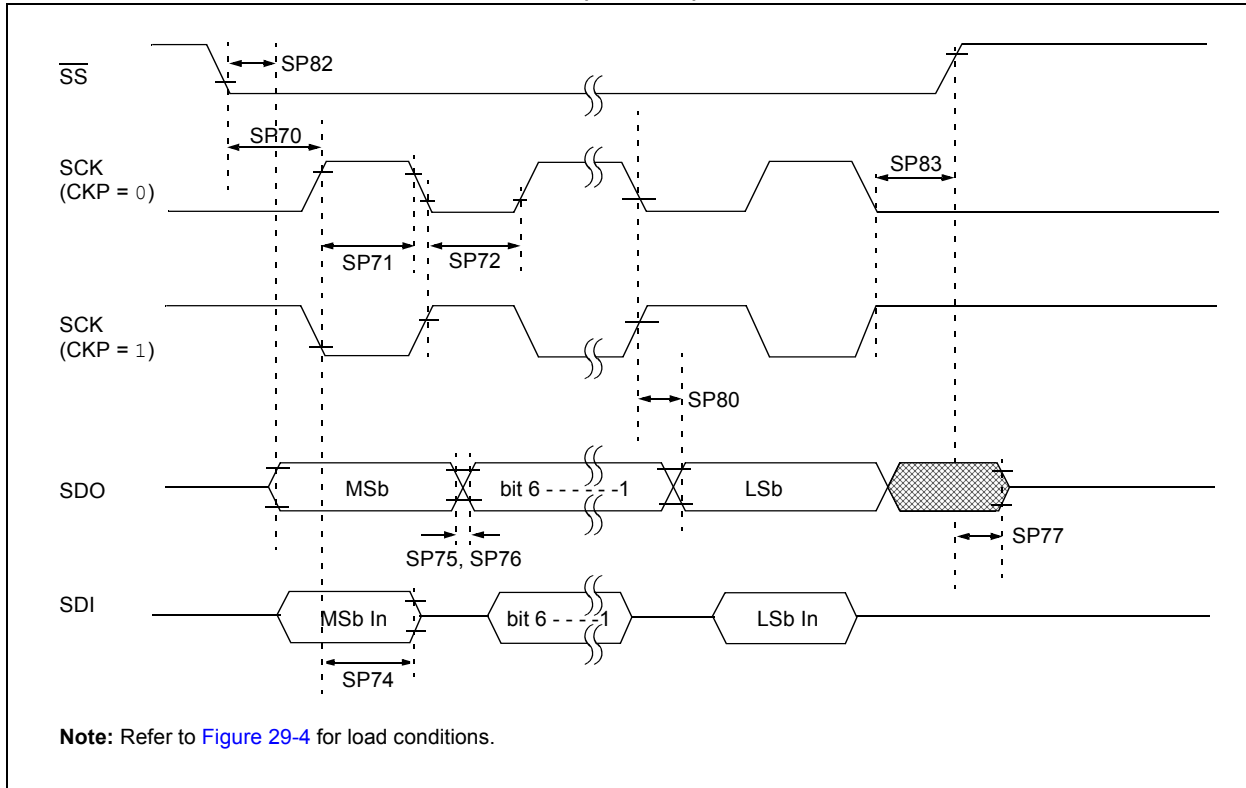 SS
SP82
SP70
SCK
(CKP = 0)
SP83
SP71
SP72
SCK
(CKP = 1)
SP80
SDO
MSb
bit 6 - - - - - -1
LSb
SP75, SP76
SP77
SDI
MSb In
bit 6 - - - -1
LSb In
SP74
Note: Refer to Figure 29-4 for load conditions.